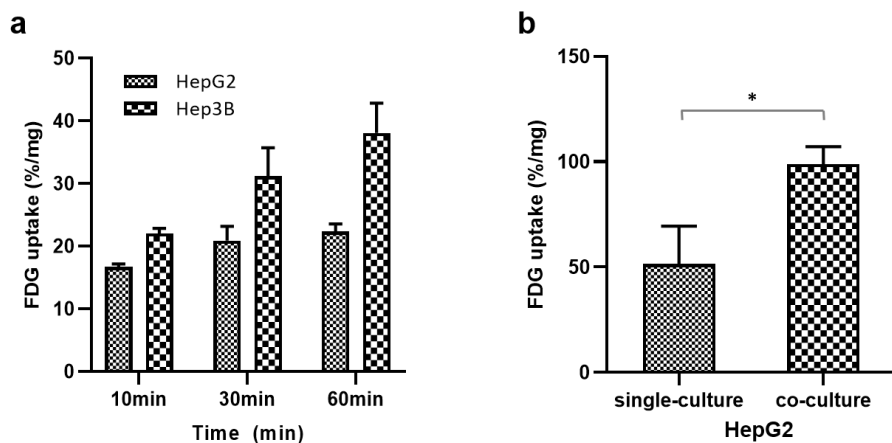 a
FDG uptake (%/mg)
50
40
30
20
10
0
HepG2
Hep3B
10min 30min 60min
Time (min)
b
FDG uptake (%/mg)
150
100
50
0
*
single-culture co-culture
HepG2